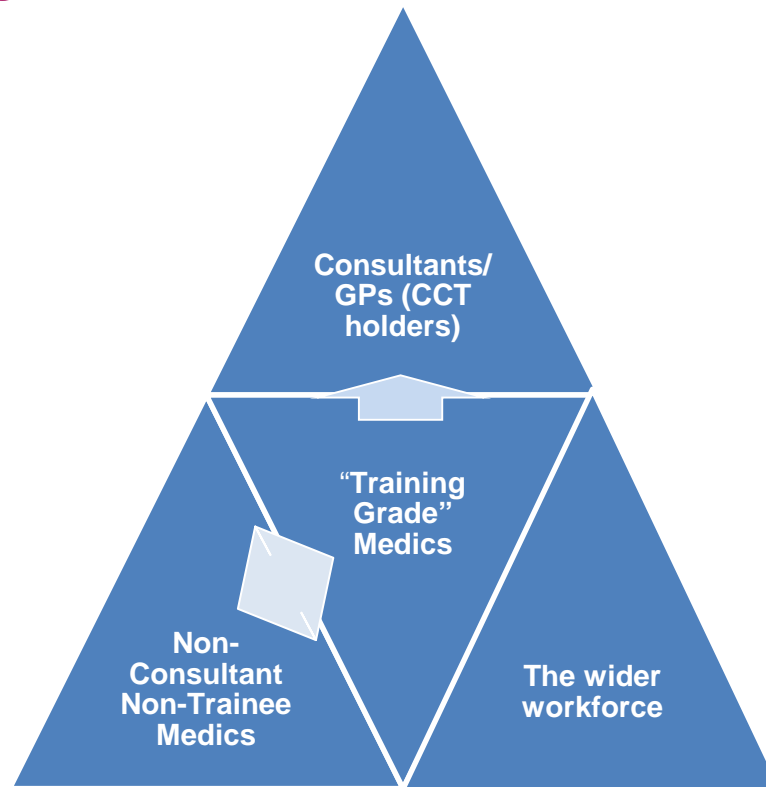 Consultants/
GPs (CCT
holders)
“Training
Grade”
Medics
Non-
Consultant
Non-Trainee
Medics
The wider
workforce